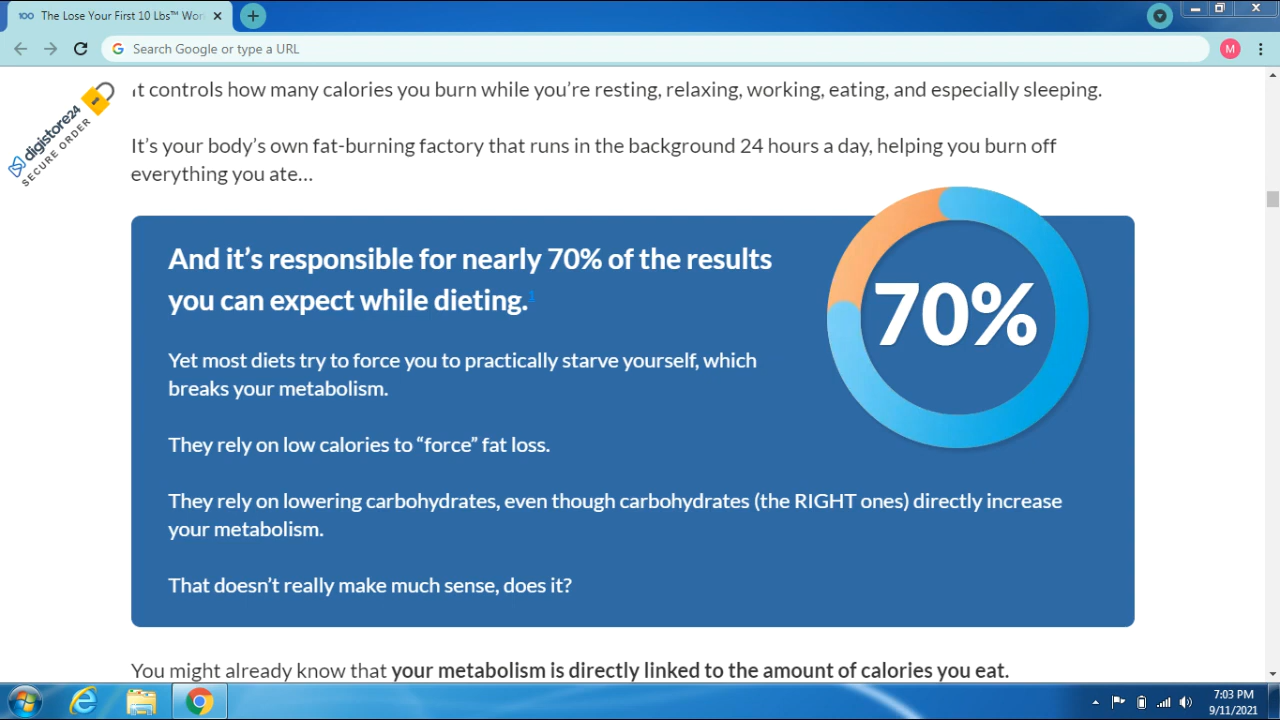 100 The Lose Your First 10 Lbs™ Wor
Search Google or type a URL
M
digistore24
SECURE ORDER
It controls how many calories you burn while you’re resting, relaxing, working, eating, and especially sleeping.
It’s your body’s own fat-burning factory that runs in the background 24 hours a day, helping you burn off
everything you ate…
And it’s responsible for nearly 70% of the results
you can expect while dieting.1
70%
Yet most diets try to force you to practically starve yourself, which
breaks your metabolism.
They rely on low calories to “force” fat loss.
They rely on lowering carbohydrates, even though carbohydrates (the RIGHT ones) directly increase
your metabolism.
That doesn’t really make much sense, does it?
You might already know that your metabolism is directly linked to the amount of calories you eat.
7:03 PM
9/11/2021